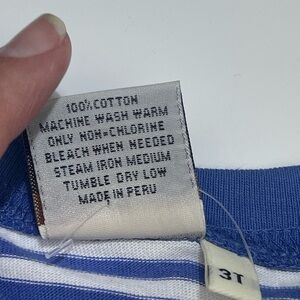 100% COTTON
MACHINE WASH WARM
ONLY NON-CHLORINE
BLEACH WHEN NEEDED
STEAM IRON MEDIUM
TUMBLE DRY LOW
MADE IN PERU
3T